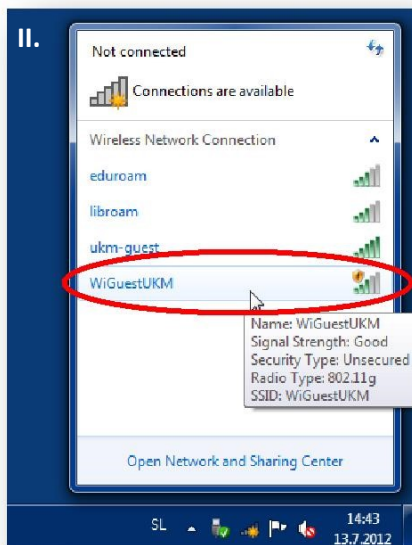 II.
Not connected
Connections are available
Wireless Network Connection
eduroam
libroam
ukm-guest
WiGuestUKM
Name: WiGuestUKM
Signal Strength: Good
Security Type: Unsecured
Radio Type: 802.11g
SSID: WiGuestUKM
Open Network and Sharing Center
SL
14:43
13.7.2012